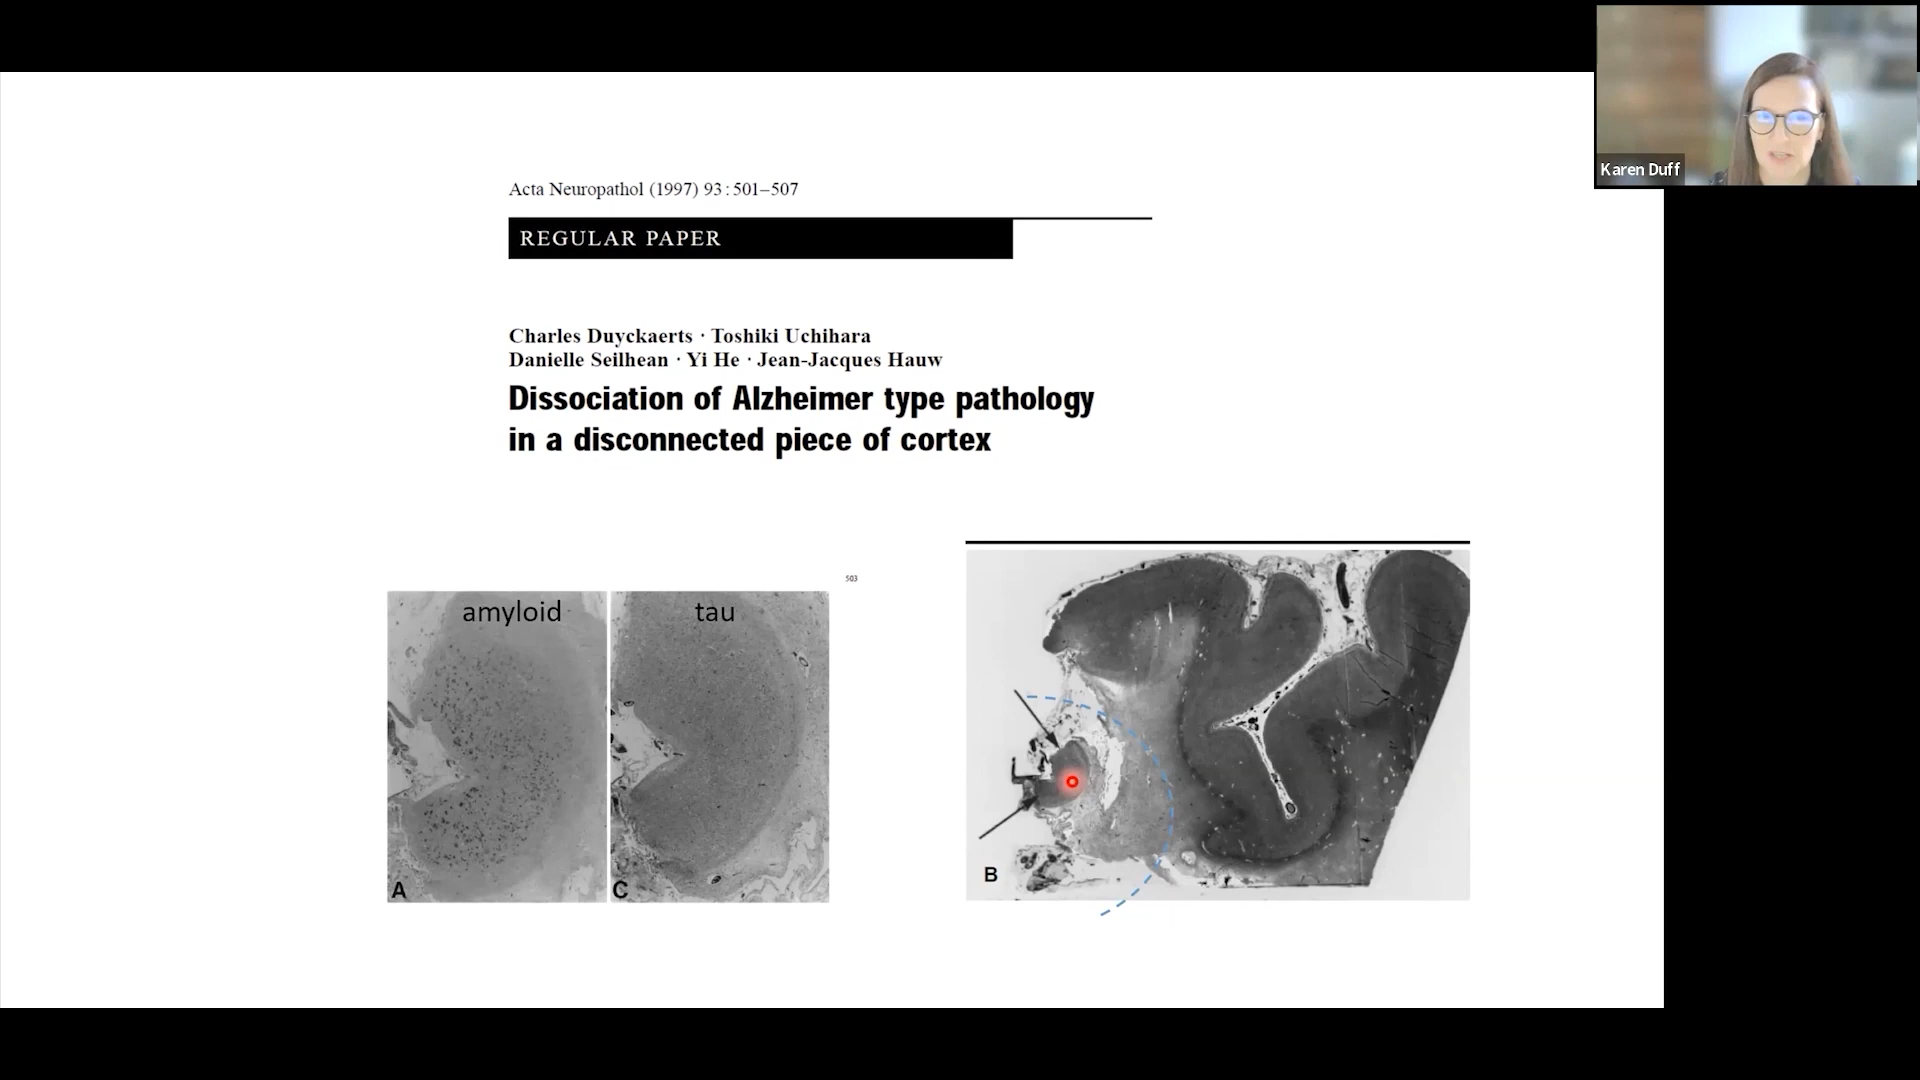 Karen Duff
Acta Neuropathol (1997) 93 : 501–507
REGULAR PAPER
Charles Duyckaerts · Toshiki Uchihara
Danielle Seilhean · Yi He · Jean-Jacques Hauw
Dissociation of Alzheimer type pathology
in a disconnected piece of cortex
503
amyloid
tau
A
C
B